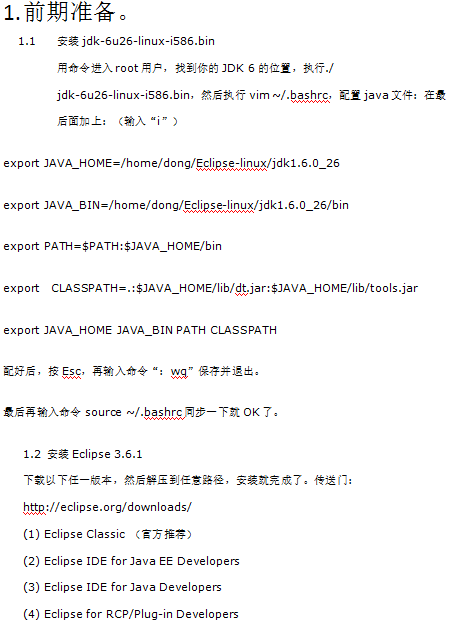 1.前期准备。
1.1 安装 jdk-6u26-linux-i586.bin
用命令进入 root 用户，找到你的 JDK 6 的位置，执行./
jdk-6u26-linux-i586.bin，然后执行 vim ~/.bashrc，配置 java 文件：在最
后面加上：（输入“i”）
export JAVA_HOME=/home/dong/Eclipse-linux/jdk1.6.0_26
export JAVA_BIN=/home/dong/Eclipse-linux/jdk1.6.0_26/bin
export PATH=$PATH:$JAVA_HOME/bin
export CLASSPATH=.:$JAVA_HOME/lib/dt.jar:$JAVA_HOME/lib/tools.jar
export JAVA_HOME JAVA_BIN PATH CLASSPATH
配好后，按 Esc，再输入命令“：wq”保存并退出。
最后再输入命令 source ~/.bashrc 同步一下就 OK 了。
1.2 安装 Eclipse 3.6.1
下载以下任一版本，然后解压到任意路径，安装就完成了。传送门：
http://eclipse.org/downloads/
(1) Eclipse Classic （官方推荐）
(2) Eclipse IDE for Java EE Developers
(3) Eclipse IDE for Java Developers
(4) Eclipse for RCP/Plug-in Developers